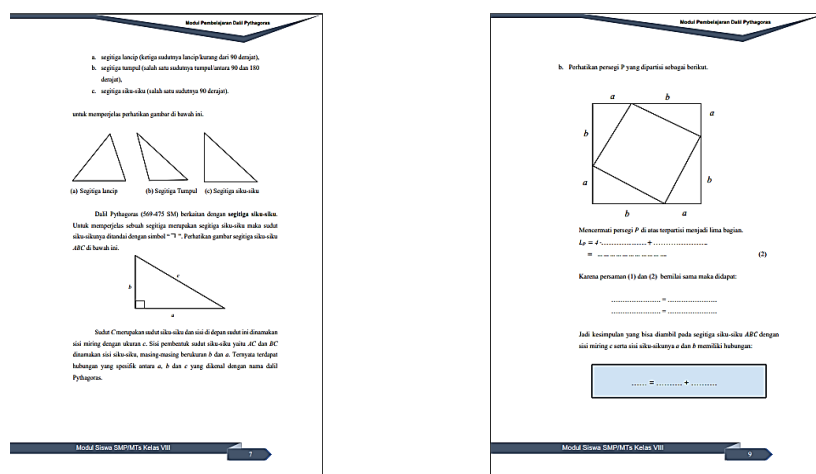 Modul Pembelajaran Dalil Pythagoras
a. segitiga lancip (ketiga sudutnya lancip/kurang dari 90 derajat),
b. segitiga tumpul (salah satu sudutnya tumpul/antara 90 dan 180
derajat),
c. segitiga siku-siku (salah satu sudutnya 90 derajat).
untuk memperjelas perhatikan gambar di bawah ini.
(a) Segitiga lancip (b) Segitiga Tumpul (c) Segitiga siku-siku
Dalil Pythagoras (569-475 SM) berkaitan dengan segitiga siku-siku.
Untuk memperjelas sebuah segitiga merupakan segitiga siku-siku maka sudut
siku-sikunya ditandai dengan simbol “ ㄱ ”. Perhatikan gambar segitiga siku-siku
ABC di bawah ini.
b
c
a
Sudut C merupakan sudut siku-siku dan sisi di depan sudut ini dinamakan
sisi miring dengan ukuran c. Sisi pembentuk sudut siku-siku yaitu AC dan BC
dinamakan sisi siku-siku, masing-masing berukuran b dan a. Ternyata terdapat
hubungan yang spesifik antara a, b dan c yang dikenal dengan nama dalil
Pythagoras.
Modul Siswa SMP/MTs Kelas VIII
7
Modul Pembelajaran Dalil Pythagoras
b. Perhatikan persegi P yang dipartisi sebagai berikut.
a b
a
b
a
b
b a
Mencermati persegi P di atas terpartisi menjadi lima bagian.
Lₚ = 4 ·.................. + ......................
= ............................ (2)
Karena persamaan (1) dan (2) bernilai sama maka didapat:
...................... = ......................
...................... = ......................
Jadi kesimpulan yang bisa diambil pada segitiga siku-siku ABC dengan
sisi miring c serta sisi siku-sikunya a dan b memiliki hubungan:
....... = ........... + ...........
Modul Siswa SMP/MTs Kelas VIII
9